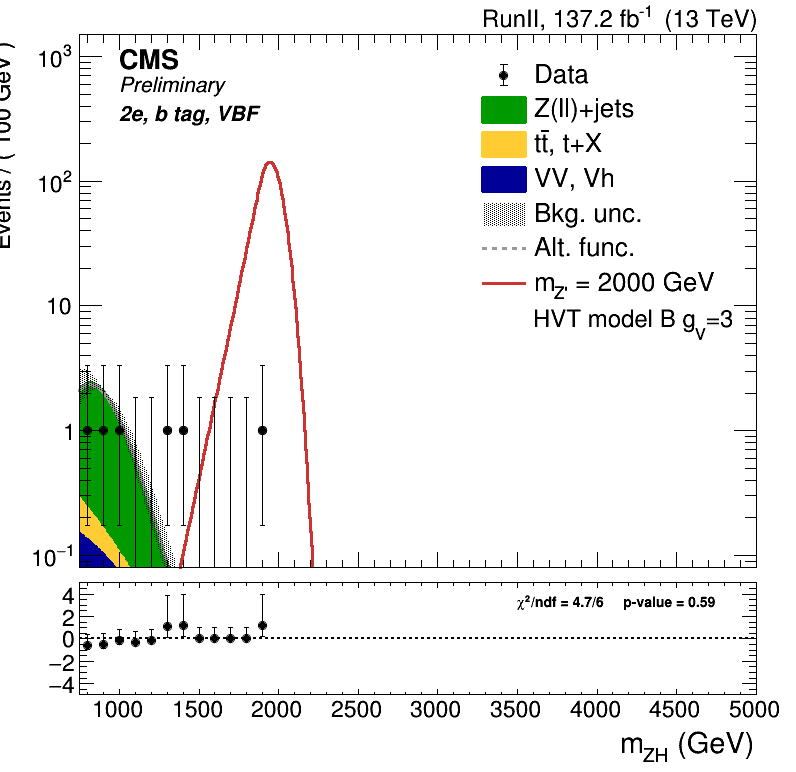 RunII, 137.2 fb⁻¹ (13 TeV)
CMS
Preliminary
2e, b tag, VBF
Data
Z(ll)+jets
tt̄, t+X
VV, Vh
Bkg. unc.
Alt. func.
m_Z' = 2000 GeV
HVT model B g_V=3
Events / ( 100 GeV )
10³
10²
10
1
10⁻¹
χ²/ndf = 4.7/6 p-value = 0.59
4
2
0
−2
−4
1000 1500 2000 2500 3000 3500 4000 4500 5000
m_ZH (GeV)